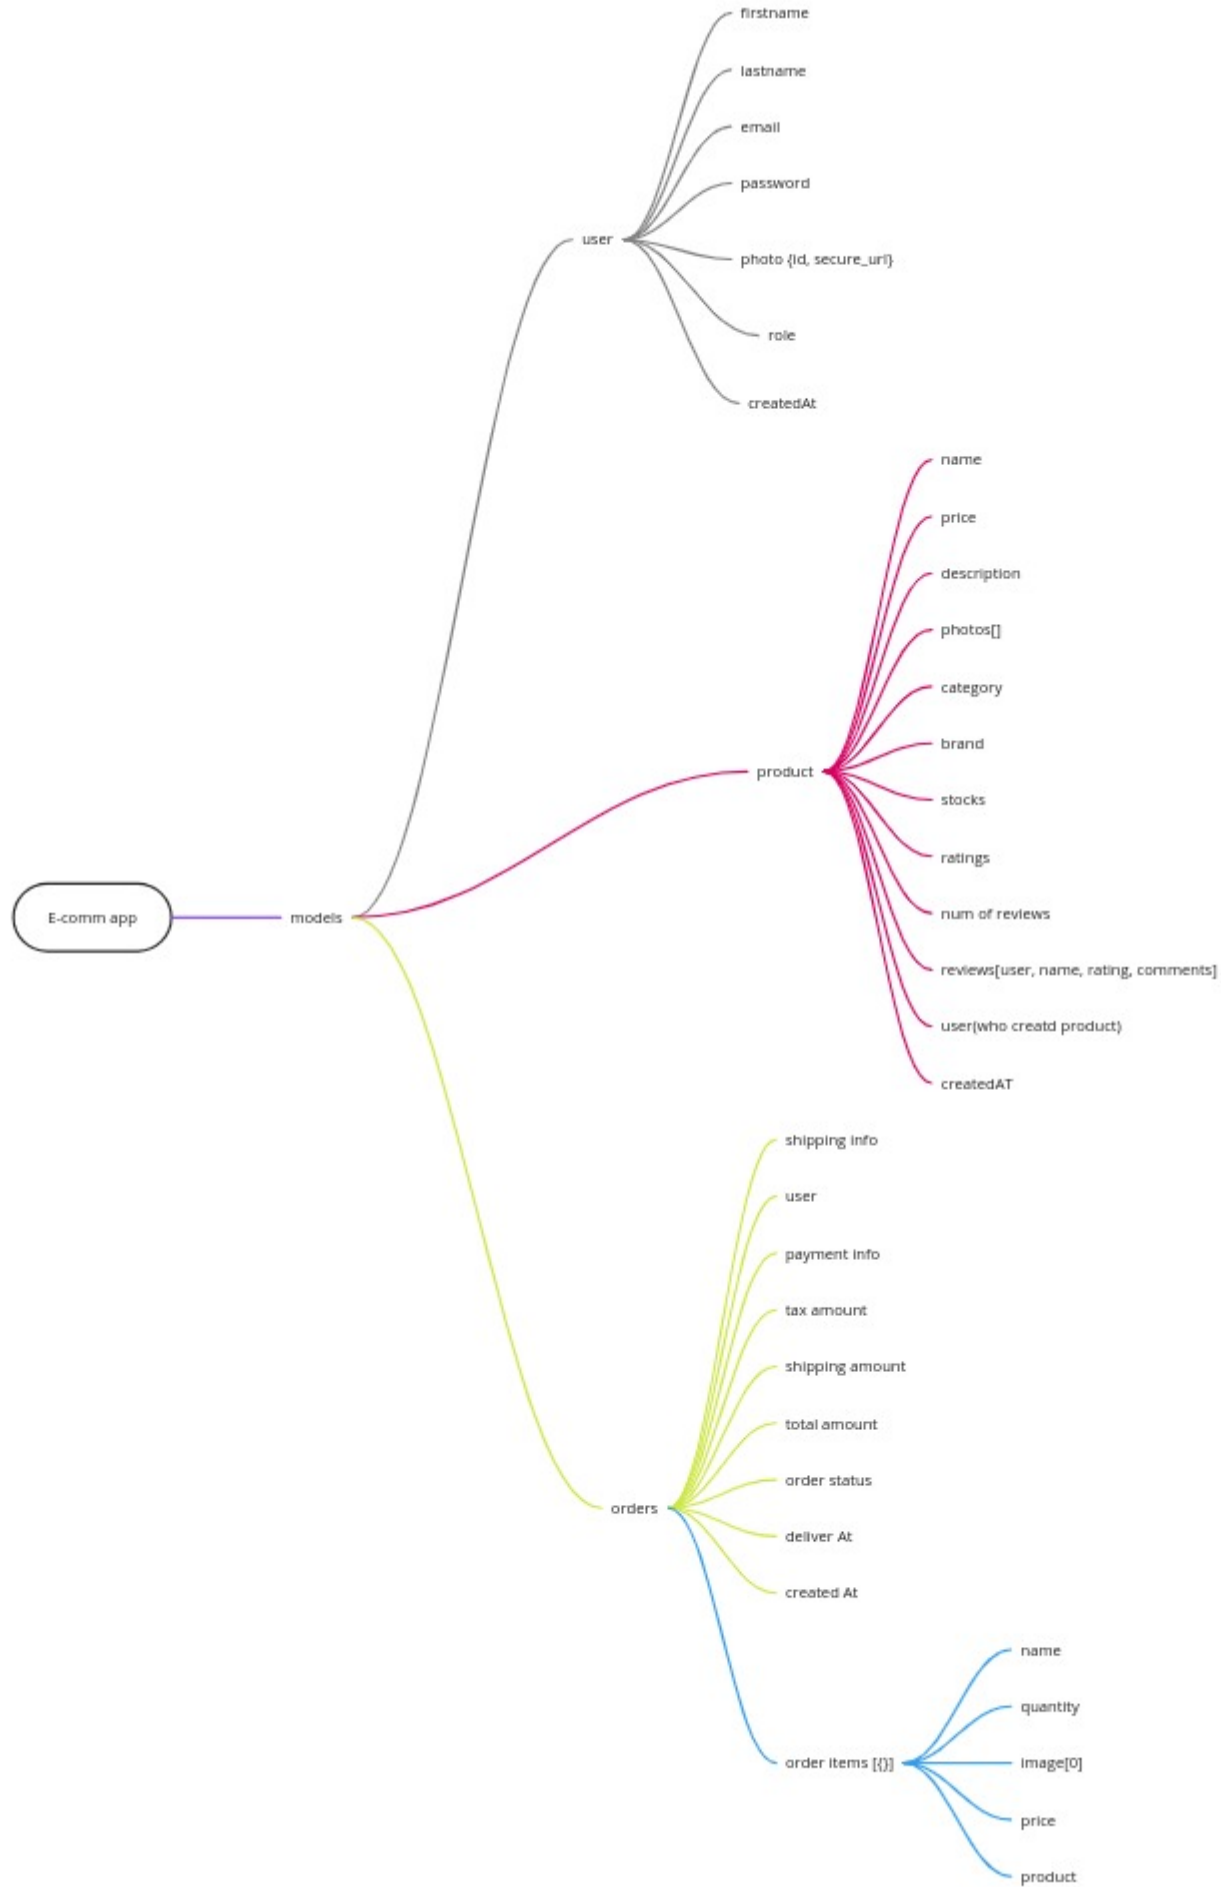 firstname
lastname
email
password
user
photo {id, secure_url}
role
createdAt
name
price
description
photos[]
category
brand
product
stocks
ratings
num of reviews
E-comm app
models
reviews[user, name, rating, comments]
user(who creatd product)
createdAT
shipping info
user
payment info
tax amount
shipping amount
total amount
order status
orders
deliver At
created At
name
quantity
order items [{}]
image[0]
price
product